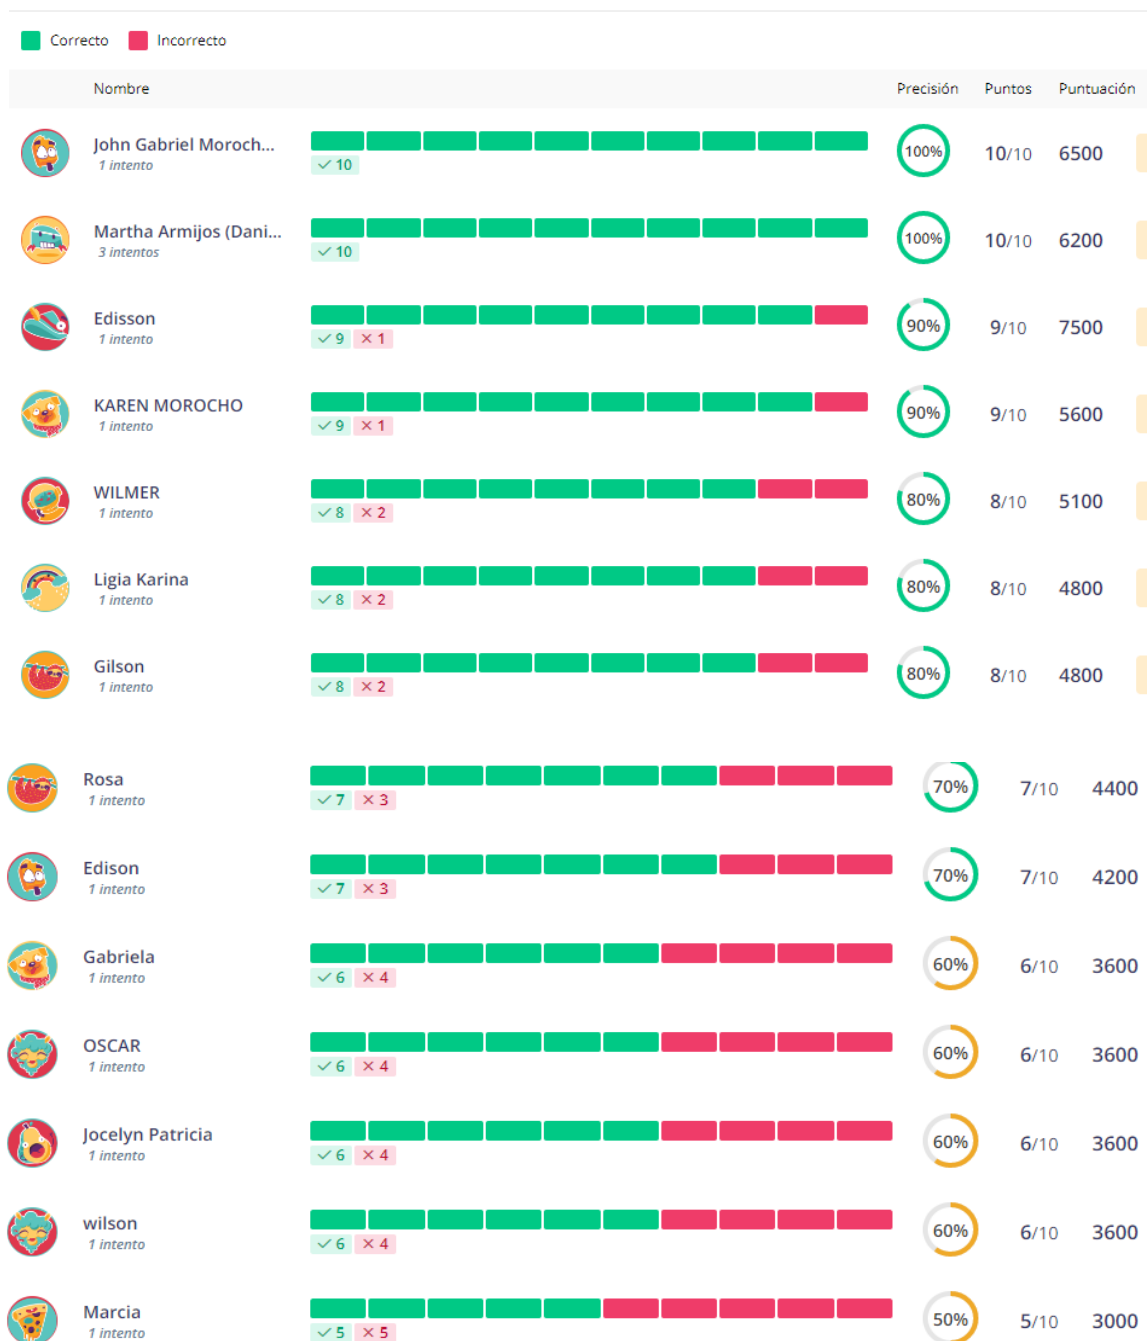 Correcto Incorrecto
Nombre Precisión Puntos Puntuación
John Gabriel Moroch... 100% 10/10 6500
1 intento ✓ 10
Martha Armijos (Dani... 100% 10/10 6200
3 intentos ✓ 10
Edisson 90% 9/10 7500
1 intento ✓ 9 ✕ 1
KAREN MOROCHO 90% 9/10 5600
1 intento ✓ 9 ✕ 1
WILMER 80% 8/10 5100
1 intento ✓ 8 ✕ 2
Ligia Karina 80% 8/10 4800
1 intento ✓ 8 ✕ 2
Gilson 80% 8/10 4800
1 intento ✓ 8 ✕ 2
Rosa 70% 7/10 4400
1 intento ✓ 7 ✕ 3
Edison 70% 7/10 4200
1 intento ✓ 7 ✕ 3
Gabriela 60% 6/10 3600
1 intento ✓ 6 ✕ 4
OSCAR 60% 6/10 3600
1 intento ✓ 6 ✕ 4
Jocelyn Patricia 60% 6/10 3600
1 intento ✓ 6 ✕ 4
wilson 60% 6/10 3600
1 intento ✓ 6 ✕ 4
Marcia 50% 5/10 3000
1 intento ✓ 5 ✕ 5